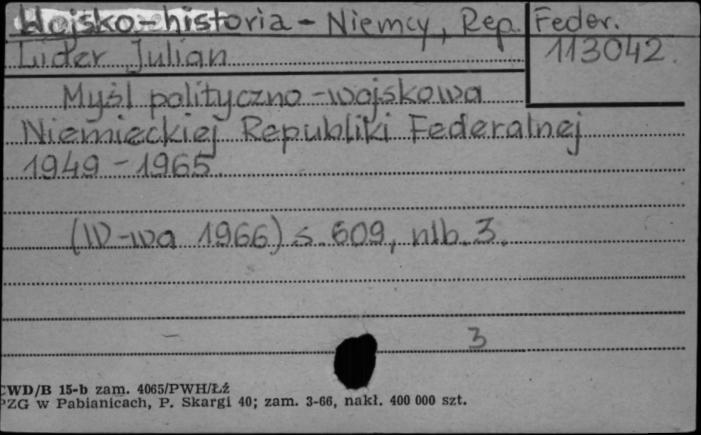 Wojsko - historia - Niemcy, Rep. Feder.
Lider Julian 113042.
Myśl polityczno-wojskowa
Niemieckiej Republiki Federalnej
1949-1965.
(W-wa 1966) s. 609, nlb. 3.
3
CWD/B 15-b zam. 4065/PWH/Łź
PZG w Pabianicach, P. Skargi 40; zam. 3-66, nakł. 400 000 szt.